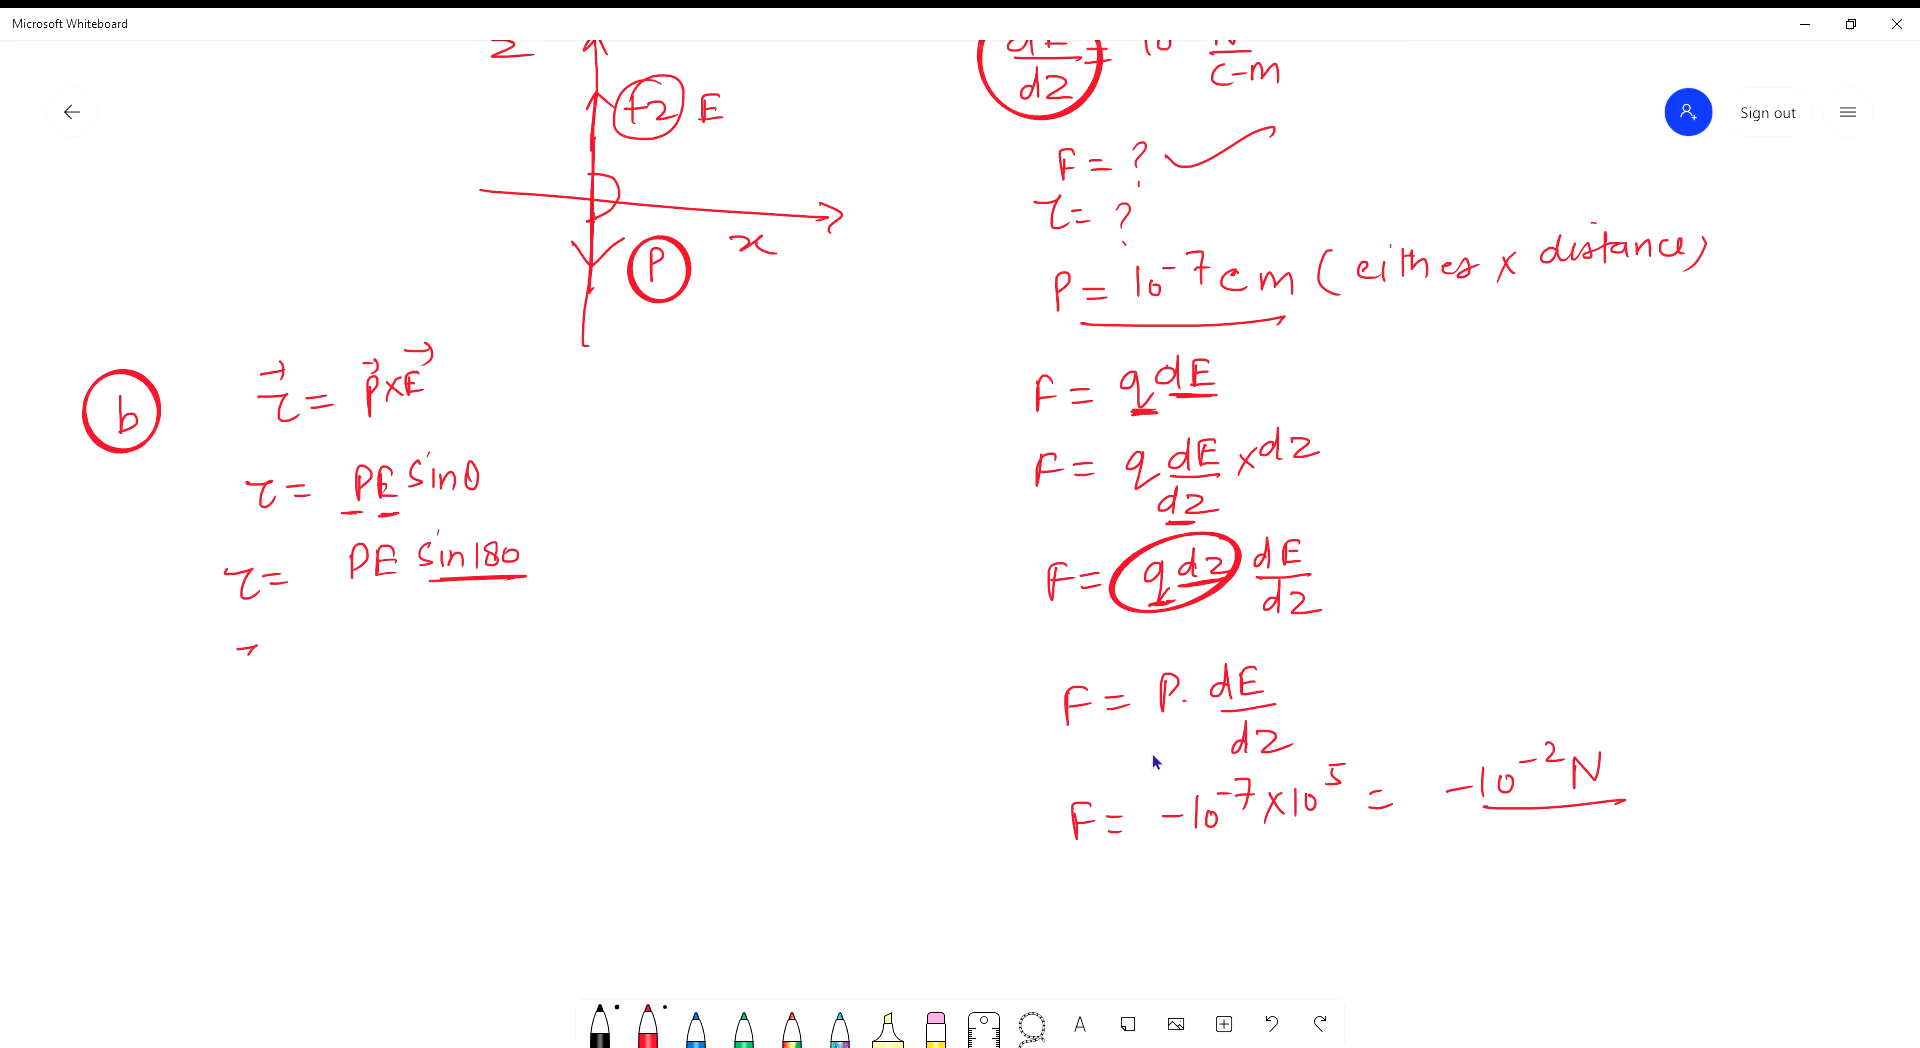 Microsoft Whiteboard
Sign out
Z
+z E
x
P
dE/dz = 10 N/C-m
F = ?
τ = ?
P = 10^-7 cm (either x distance)
F = q dE
F = q dE/dz × dz
F = q dz dE/dz
F = P. dE/dz
F = -10^-7 × 10^5 = -10^-2 N
b
τ⃗ = P⃗ × E⃗
τ = PE sinθ
τ = PE sin180
A